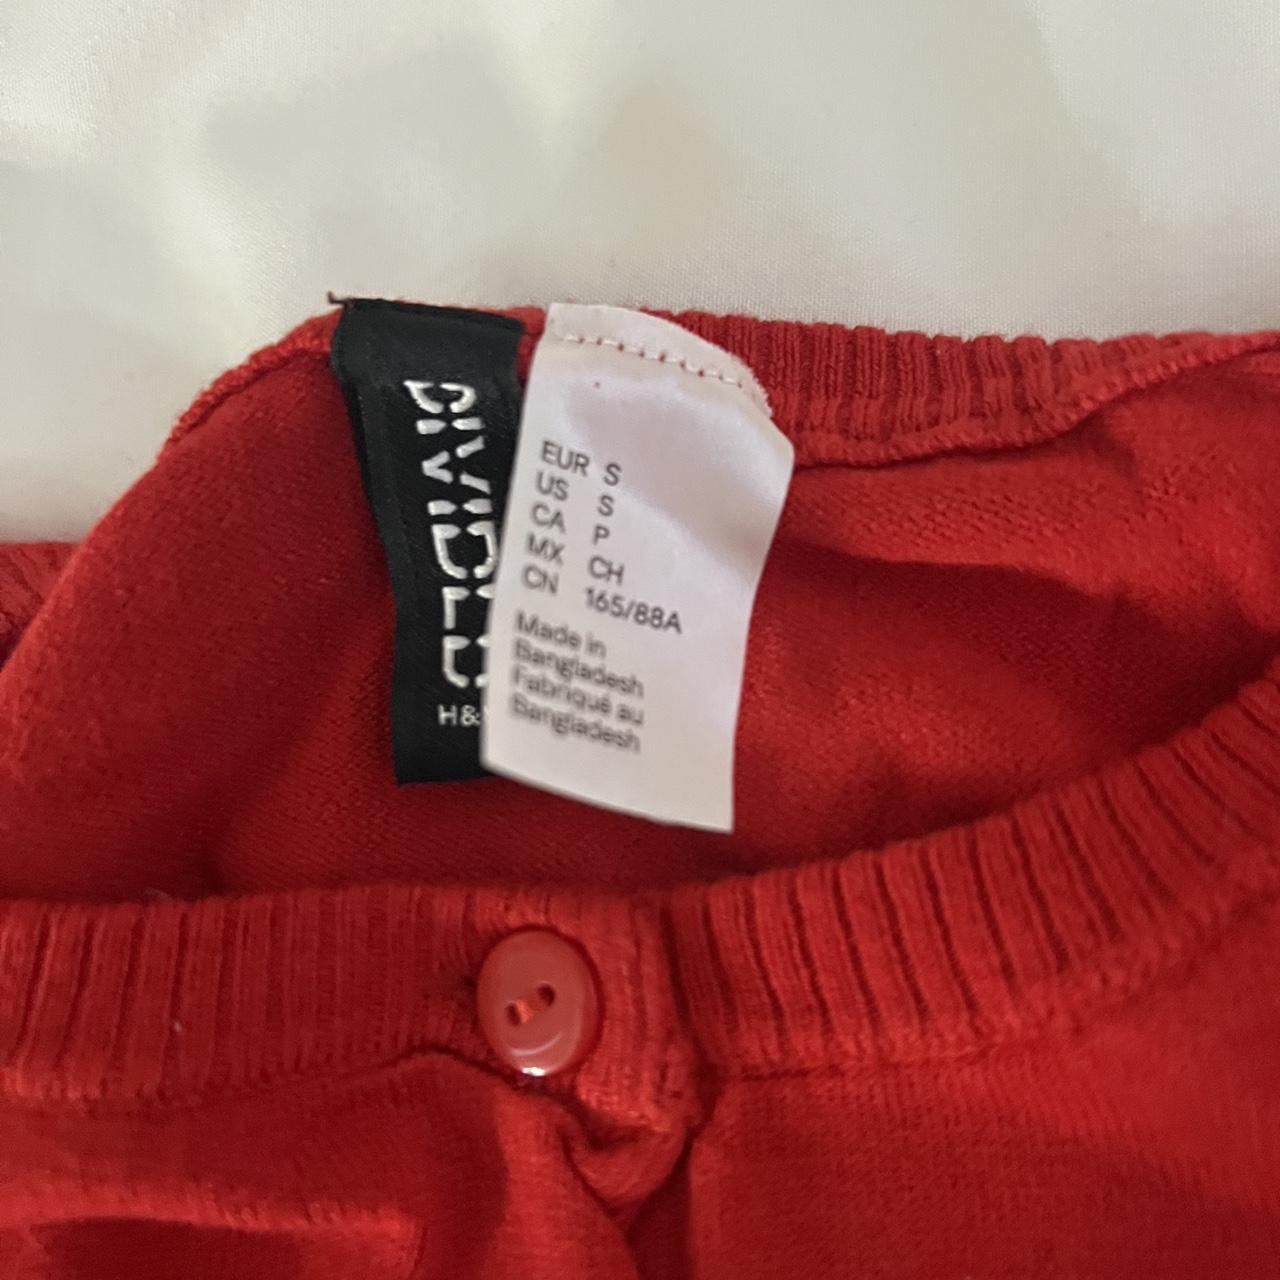 DIVIDED
H&
EUR S
US S
CA P
MX CH
CN 165/88A
Made in
Bangladesh
Fabriqué au
Bangladesh